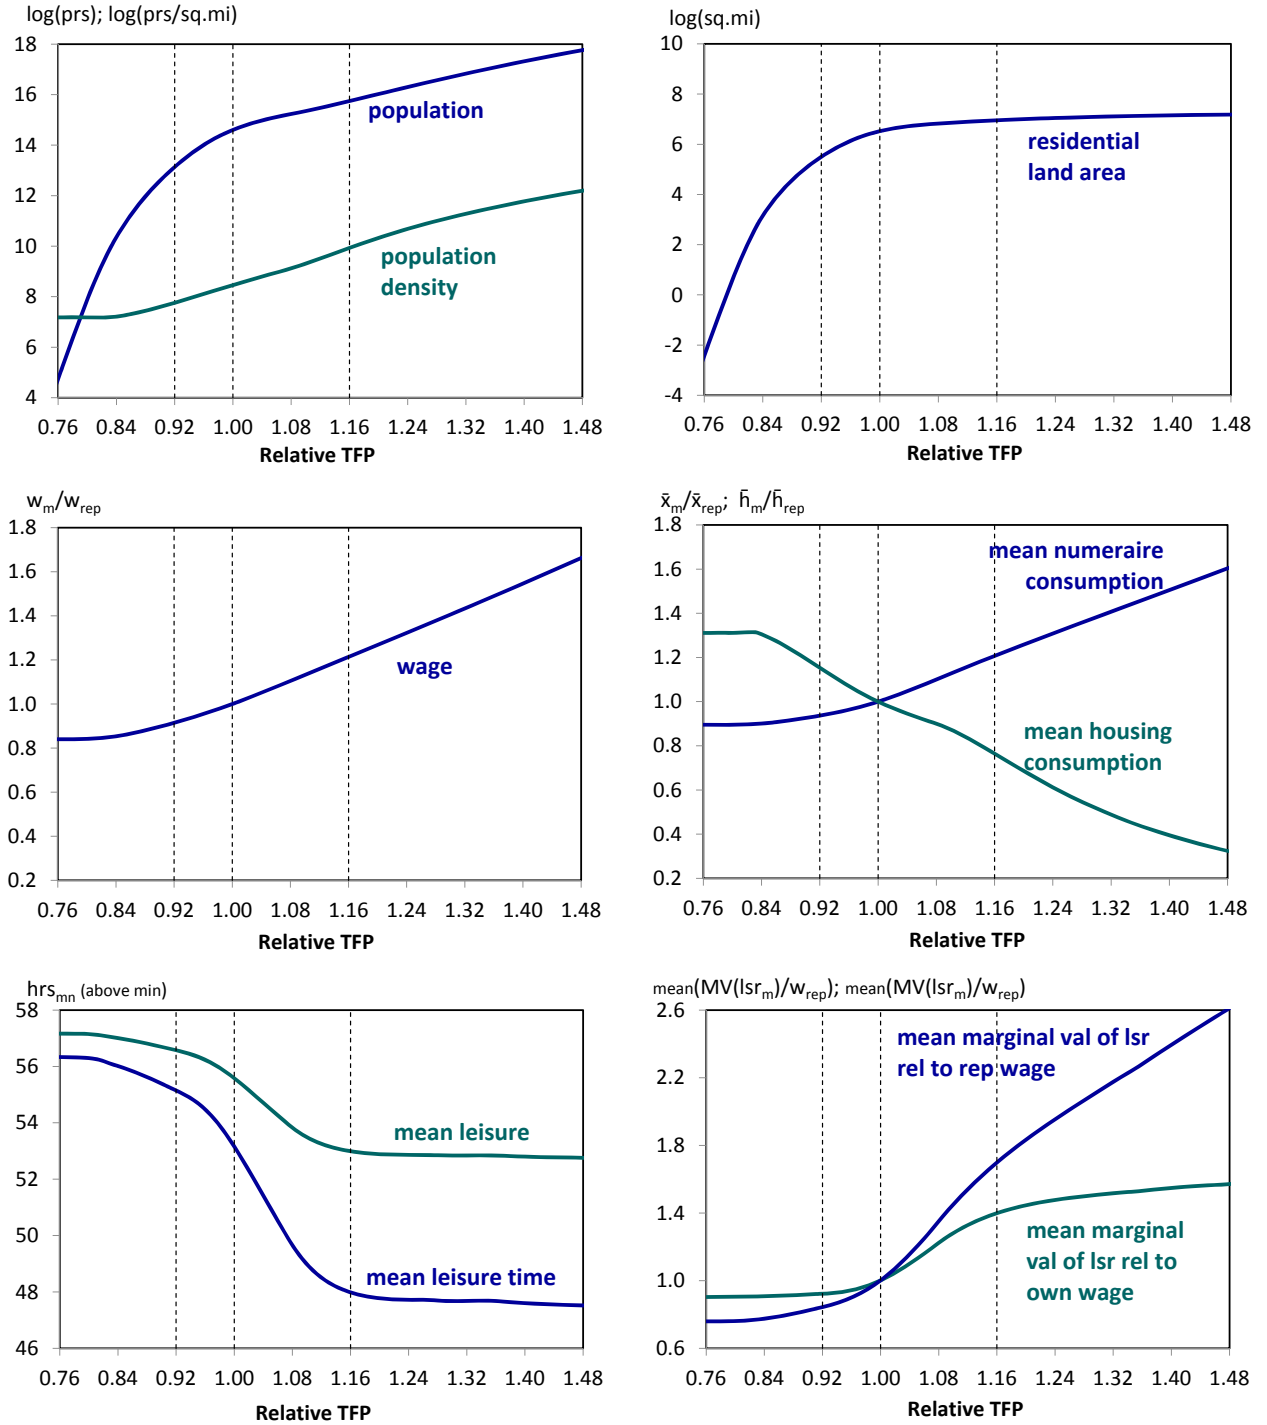 log(prs); log(prs/sq.mi)
18
16
14
12
10
8
6
4
population
population
density
0.76 0.84 0.92 1.00 1.08 1.16 1.24 1.32 1.40 1.48
Relative TFP
log(sq.mi)
10
8
6
4
2
0
-2
-4
residential
land area
0.76 0.84 0.92 1.00 1.08 1.16 1.24 1.32 1.40 1.48
Relative TFP
wm/wrep
1.8
1.6
1.4
1.2
1.0
0.8
0.6
0.4
0.2
wage
0.76 0.84 0.92 1.00 1.08 1.16 1.24 1.32 1.40 1.48
Relative TFP
x̄m/x̄rep; h̄m/h̄rep
1.8
1.6
1.4
1.2
1.0
0.8
0.6
0.4
0.2
mean numeraire
consumption
mean housing
consumption
0.76 0.84 0.92 1.00 1.08 1.16 1.24 1.32 1.40 1.48
Relative TFP
hrsmn (above min)
58
56
54
52
50
48
46
mean leisure
mean leisure time
0.76 0.84 0.92 1.00 1.08 1.16 1.24 1.32 1.40 1.48
Relative TFP
mean(MV(lsrm)/wrep); mean(MV(lsrm)/wrep)
2.6
2.2
1.8
1.4
1.0
0.6
mean marginal val of lsr
rel to rep wage
mean marginal
val of lsr rel to
own wage
0.76 0.84 0.92 1.00 1.08 1.16 1.24 1.32 1.40 1.48
Relative TFP